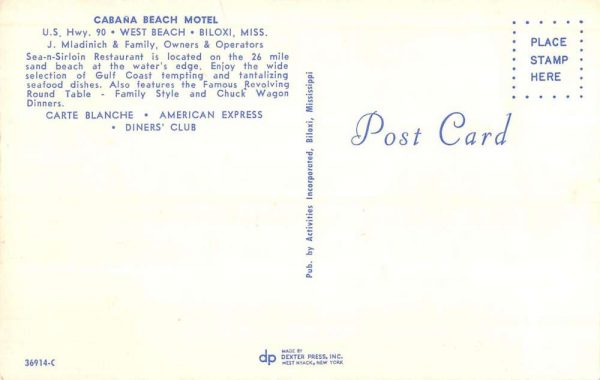 CABAÑA BEACH MOTEL
U.S. Hwy. 90 • WEST BEACH • BILOXI, MISS.
J. Mladinich & Family, Owners & Operators
Sea-n-Sirloin Restaurant is located on the 26 mile
sand beach at the water's edge. Enjoy the wide
selection of Gulf Coast tempting and tantalizing
seafood dishes. Also features the Famous Revolving
Round Table - Family Style and Chuck Wagon
Dinners.
CARTE BLANCHE • AMERICAN EXPRESS
• DINERS' CLUB
PLACE
STAMP
HERE
Post Card
Pub. by Activities Incorporated, Biloxi, Mississippi
36914-C
dp
MADE BY
DEXTER PRESS, INC.
WEST NYACK, NEW YORK